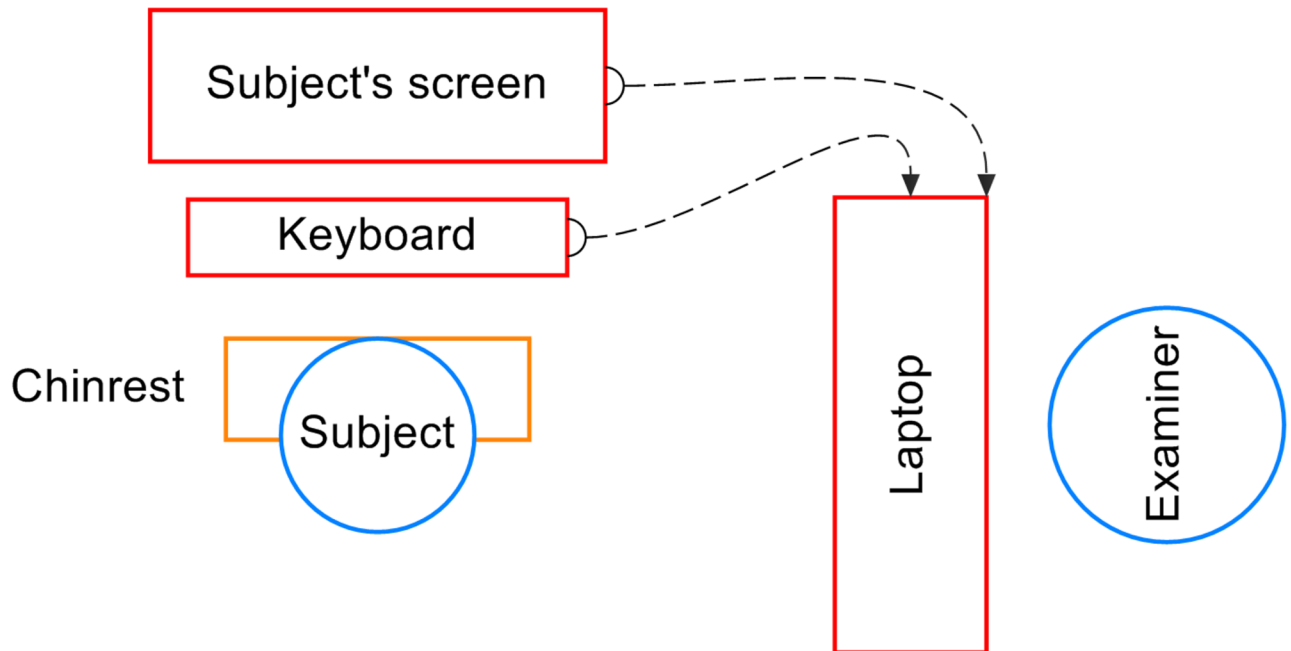 Subject's screen
Keyboard
Chinrest
Subject
Laptop
Examiner